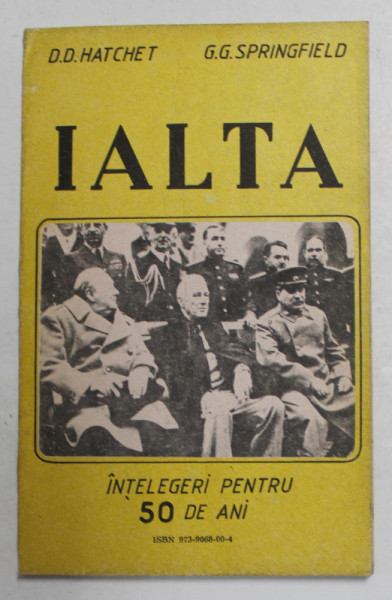 D.D. HATCHET G.G. SPRINGFIELD
IALTA
ÎNȚELEGERI PENTRU
50 DE ANI
ISBN 973-9068-00-4